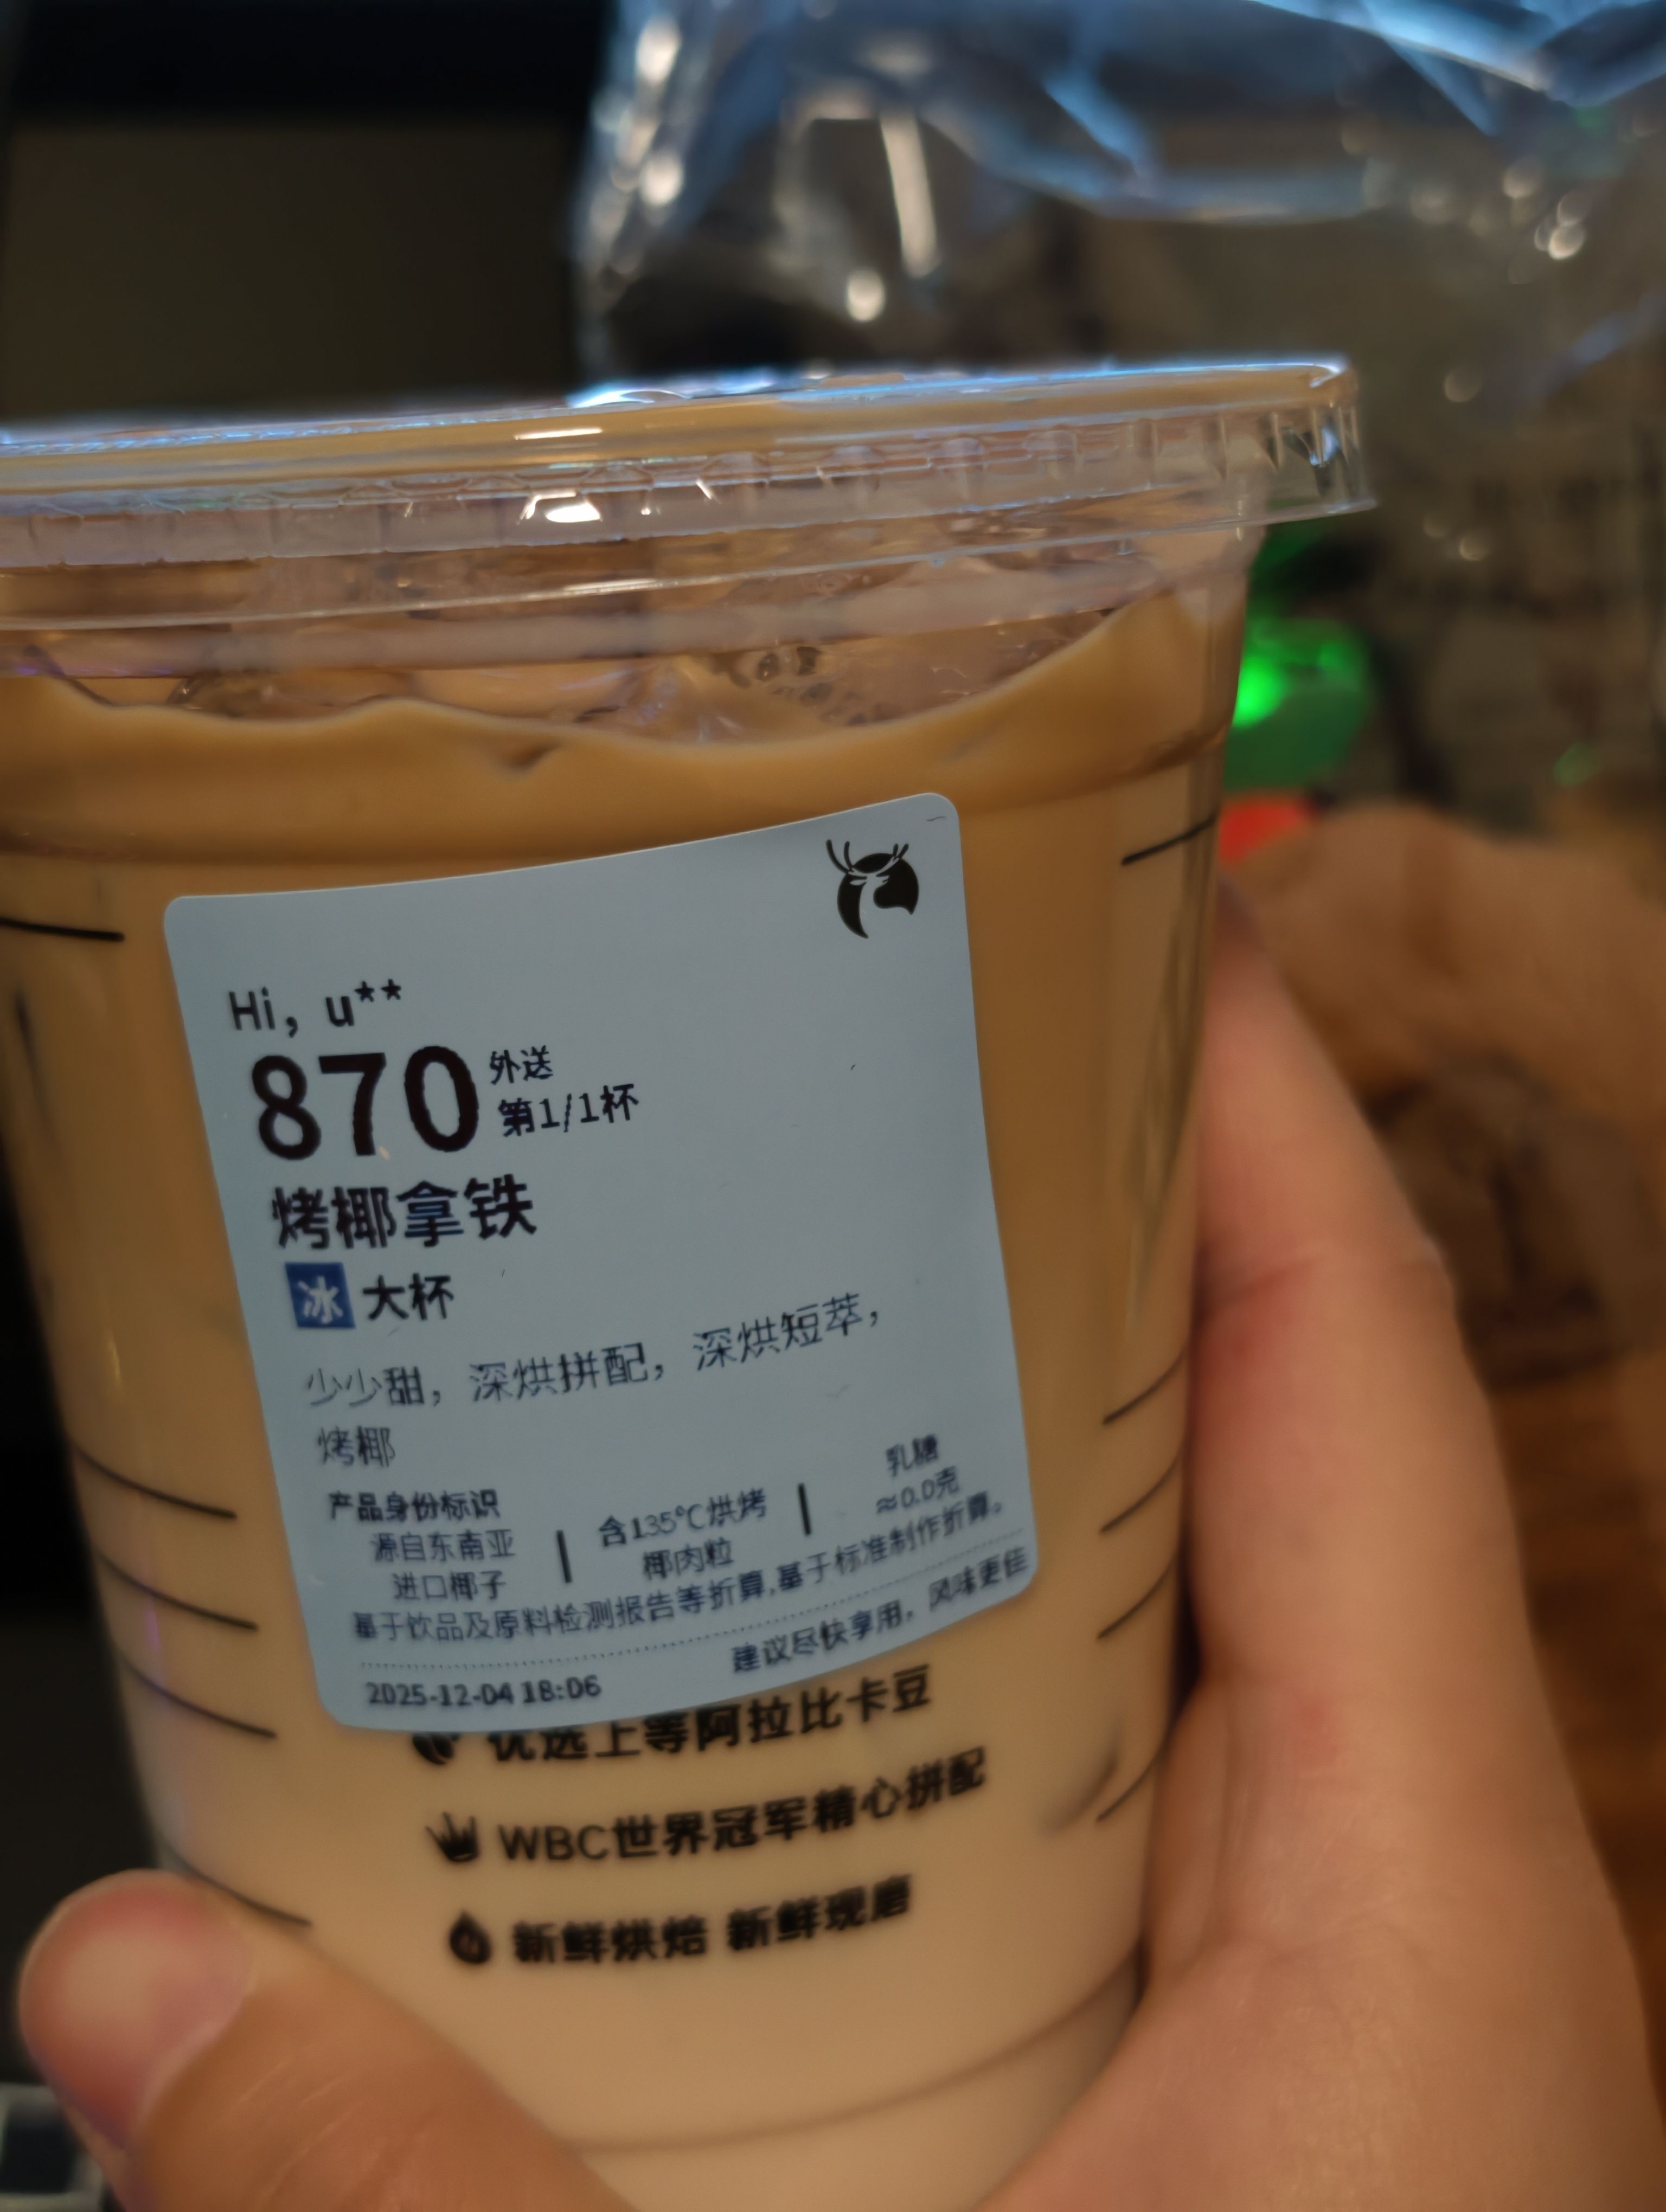 Hi, u**
870 外送
第1/1杯
烤椰拿铁
冰 大杯
少少甜，深烘拼配，深烘短萃，
烤椰
产品身份标识
源自东南亚
进口椰子
含135℃烘烤
椰肉粒
乳糖
≈0.0克
基于饮品及原料检测报告等折算,基于标准制作折算。
建议尽快享用，风味更佳
2025-12-04 18:06
优选上等阿拉比卡豆
WBC世界冠军精心拼配
新鲜烘焙 新鲜现磨